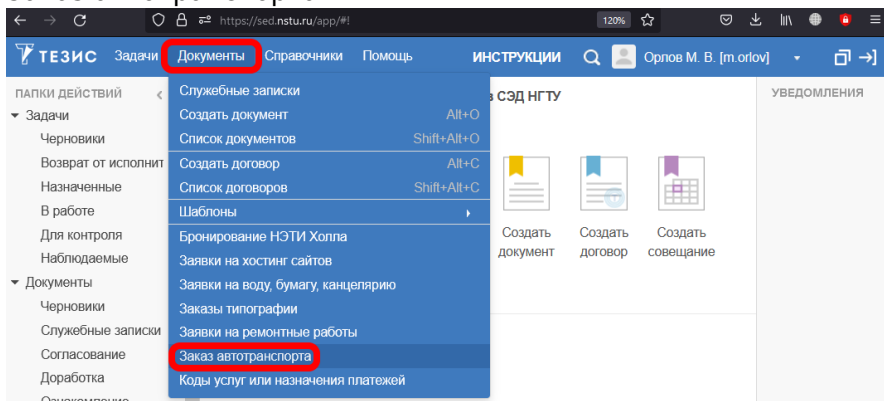 https://sed.nstu.ru/app/#!
120%
ТЕЗИС Задачи Документы Справочники Помощь ИНСТРУКЦИИ Орлов М. В. [m.orlov]
ПАПКИ ДЕЙСТВИЙ
Задачи
Черновики
Возврат от исполнит
Назначенные
В работе
Для контроля
Наблюдаемые
Документы
Черновики
Служебные записки
Согласование
Доработка
Служебные записки
Создать документ Alt+O
Список документов Shift+Alt+O
Создать договор Alt+C
Список договоров Shift+Alt+C
Шаблоны
Бронирование НЭТИ Холла
Заявки на хостинг сайтов
Заявки на воду, бумагу, канцелярию
Заказы типографии
Заявки на ремонтные работы
Заказ автотранспорта
Коды услуг или назначения платежей
в СЭД НГТУ
Создать
документ
Создать
договор
Создать
совещание
УВЕДОМЛЕНИЯ